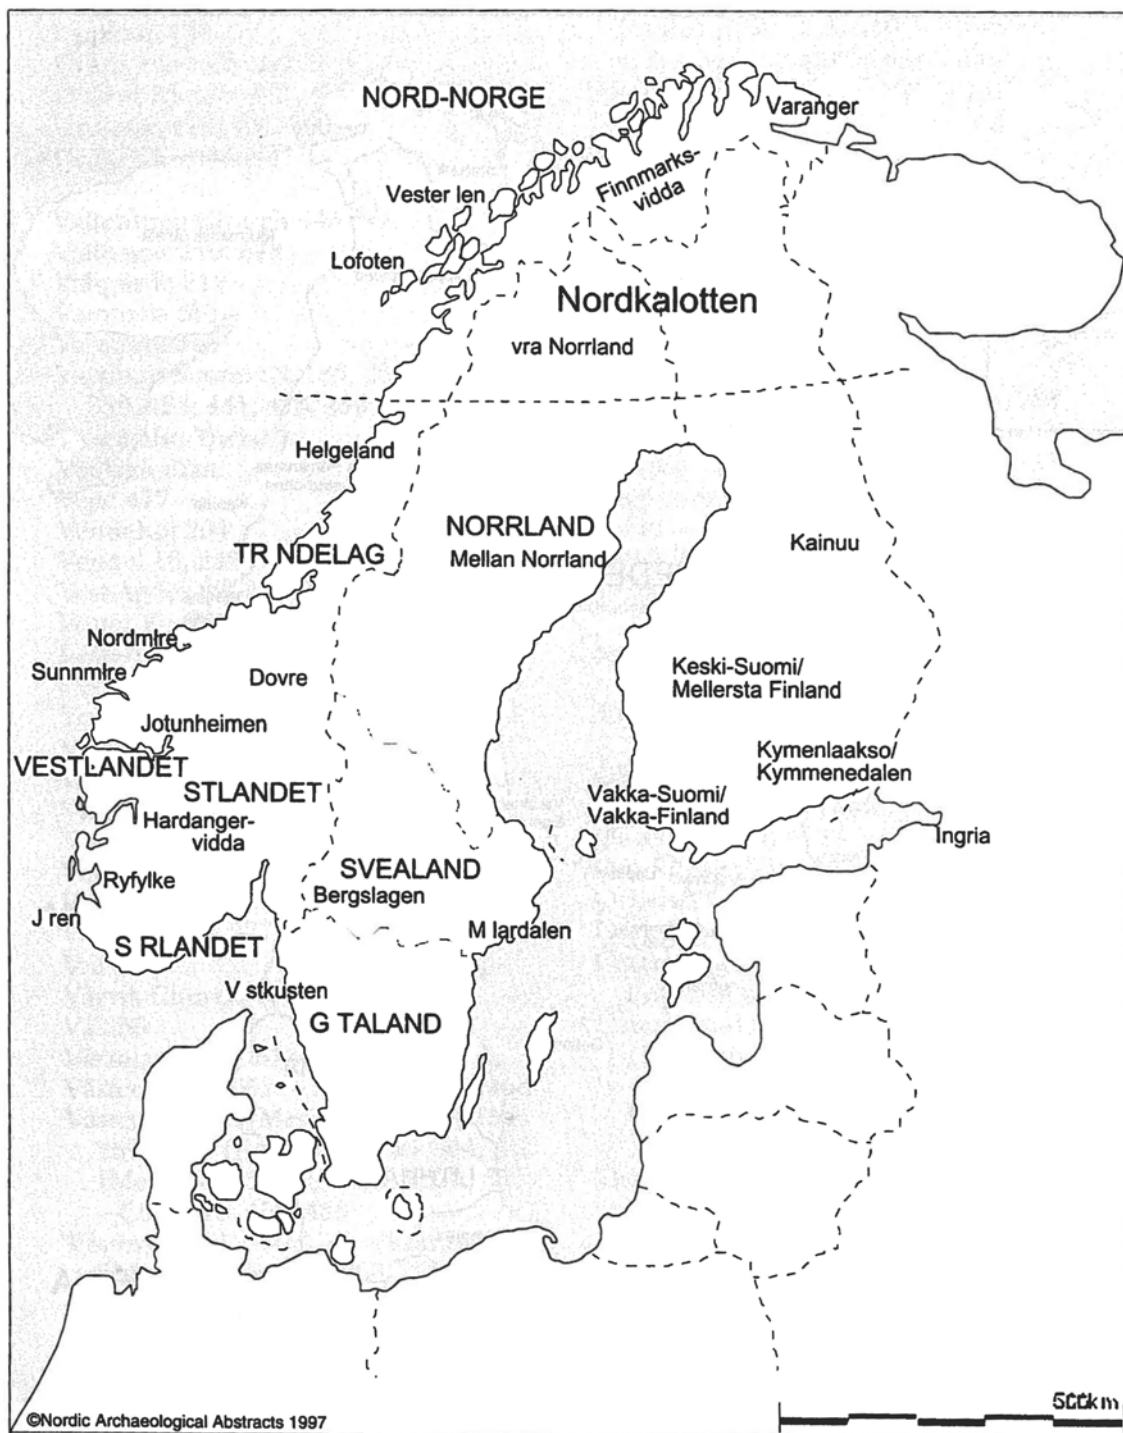 NORD-NORGE
Varanger
Finnmarks-
vidda
Vester len
Lofoten
Nordkalotten
vra Norrland
Helgeland
NORRLAND
Mellan Norrland
Kainuu
TR NDELAG
Nordmlre
Sunnmlre
Dovre
Keski-Suomi/
Mellersta Finland
Jotunheimen
VESTLANDET
STLANDET
Kymenlaakso/
Kymmenedalen
Vakka-Suomi/
Vakka-Finland
Hardanger-
vidda
Ingria
SVEALAND
Bergslagen
Ryfylke
J ren
M lardalen
S RLANDET
V stkusten
G TALAND
500km
©Nordic Archaeological Abstracts 1997